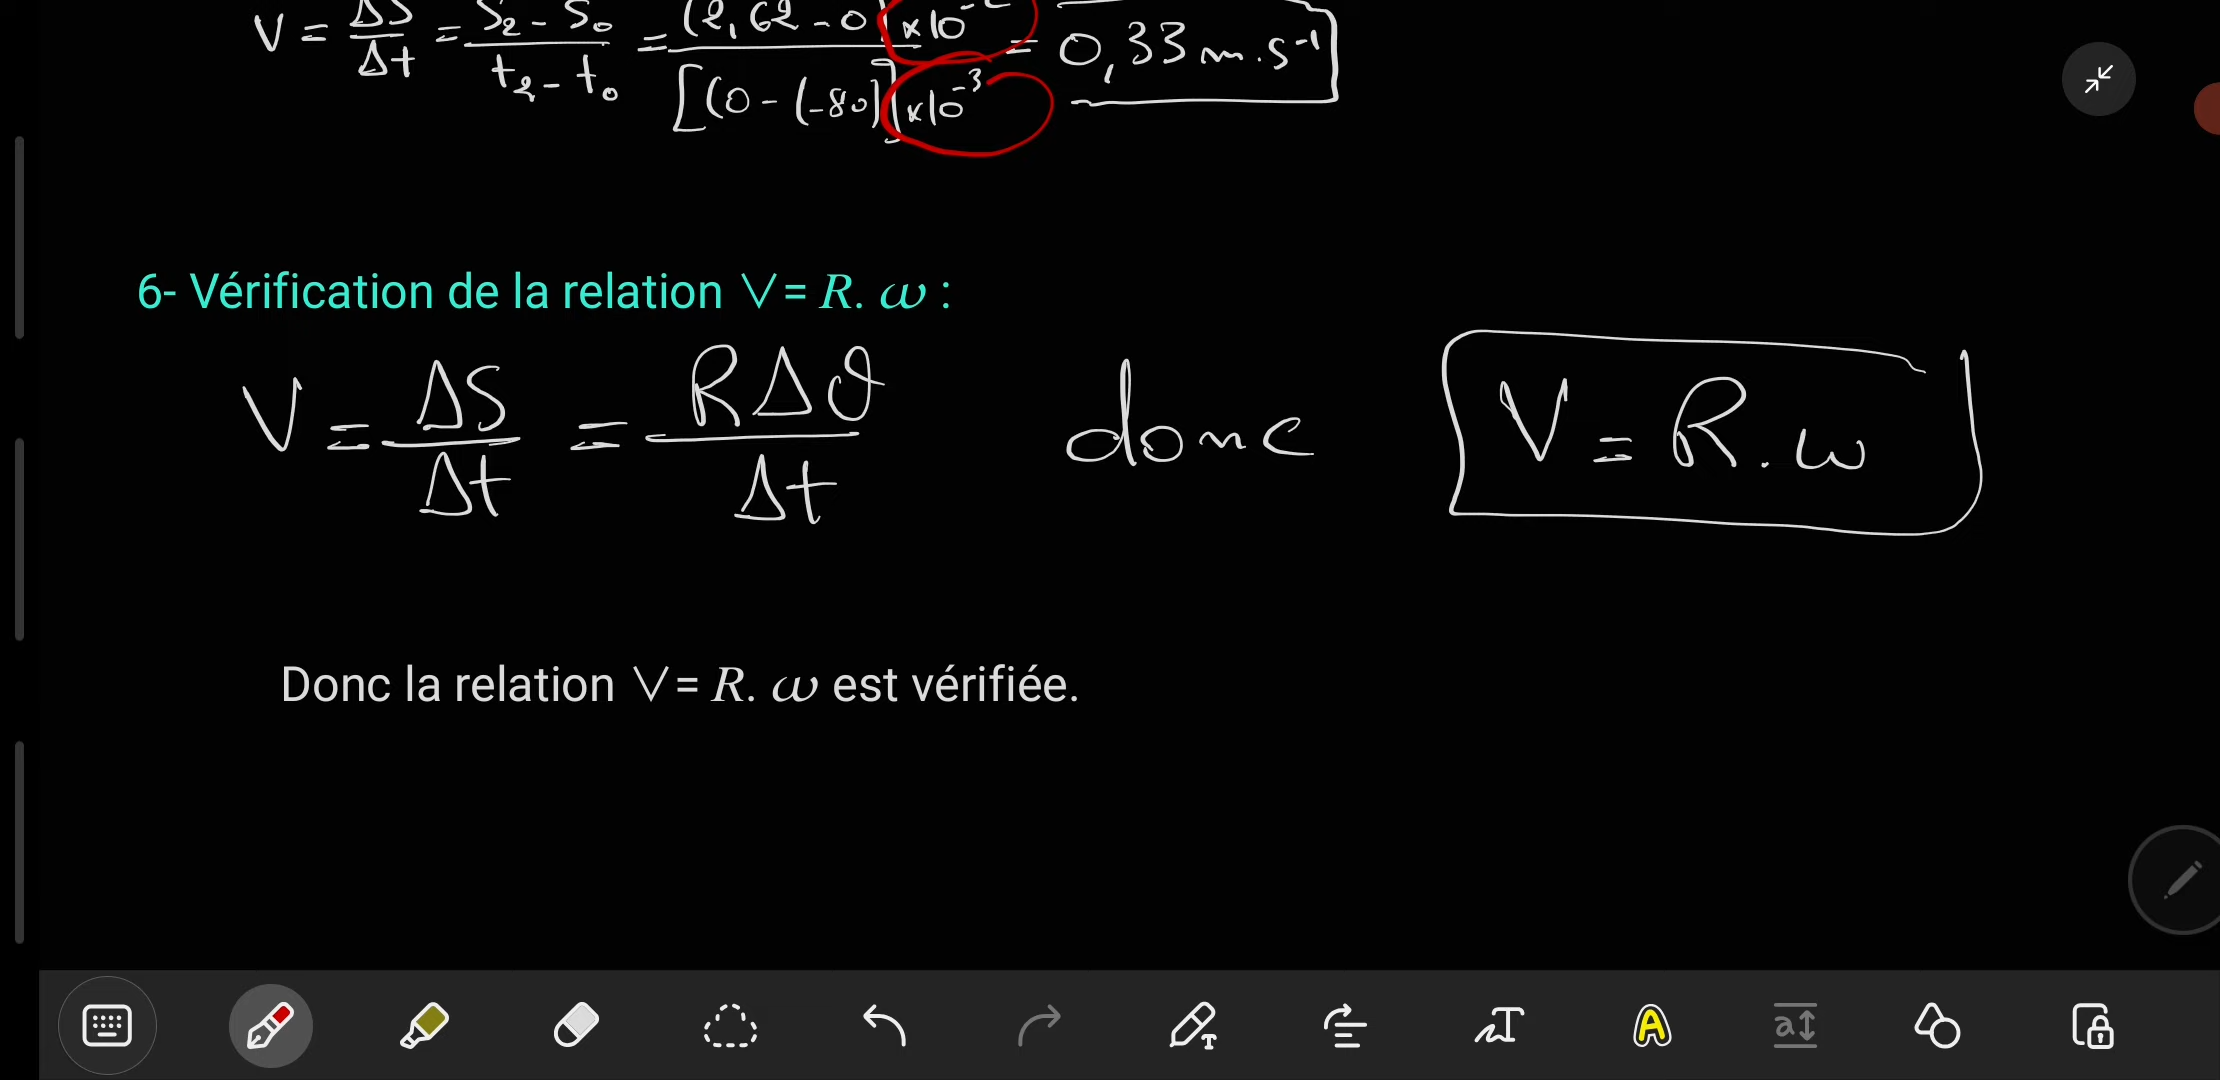 V = ΔS/Δt = (S₂ - S₀)/(t₂ - t₀) = (2,62 - 0)×10⁻²/[(0 - (-80)]×10⁻³ = 0,33 m.s⁻¹
6- Vérification de la relation V= R. ω :
V = ΔS/Δt = RΔθ/Δt donc V = R.ω
Donc la relation V= R. ω est vérifiée.